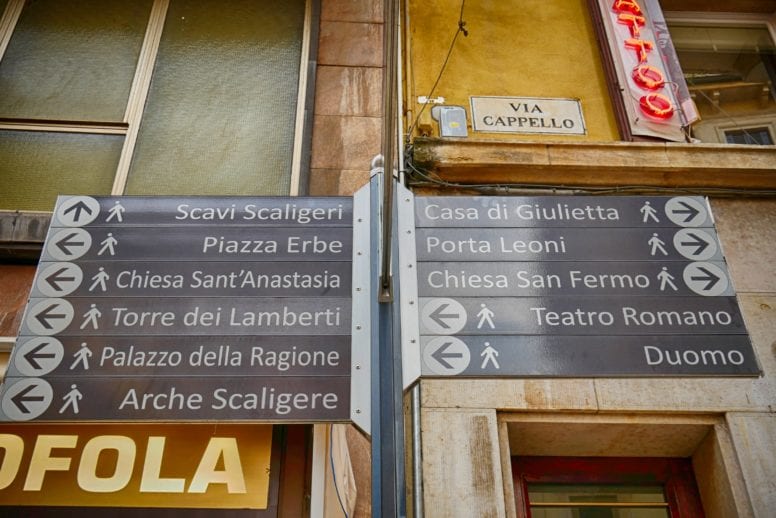 ATTO
VIA
CAPPELLO
Scavi Scaligeri
Piazza Erbe
Chiesa Sant'Anastasia
Torre dei Lamberti
Palazzo della Ragione
Arche Scaligere
Casa di Giulietta
Porta Leoni
Chiesa San Fermo
Teatro Romano
Duomo
OFOLA